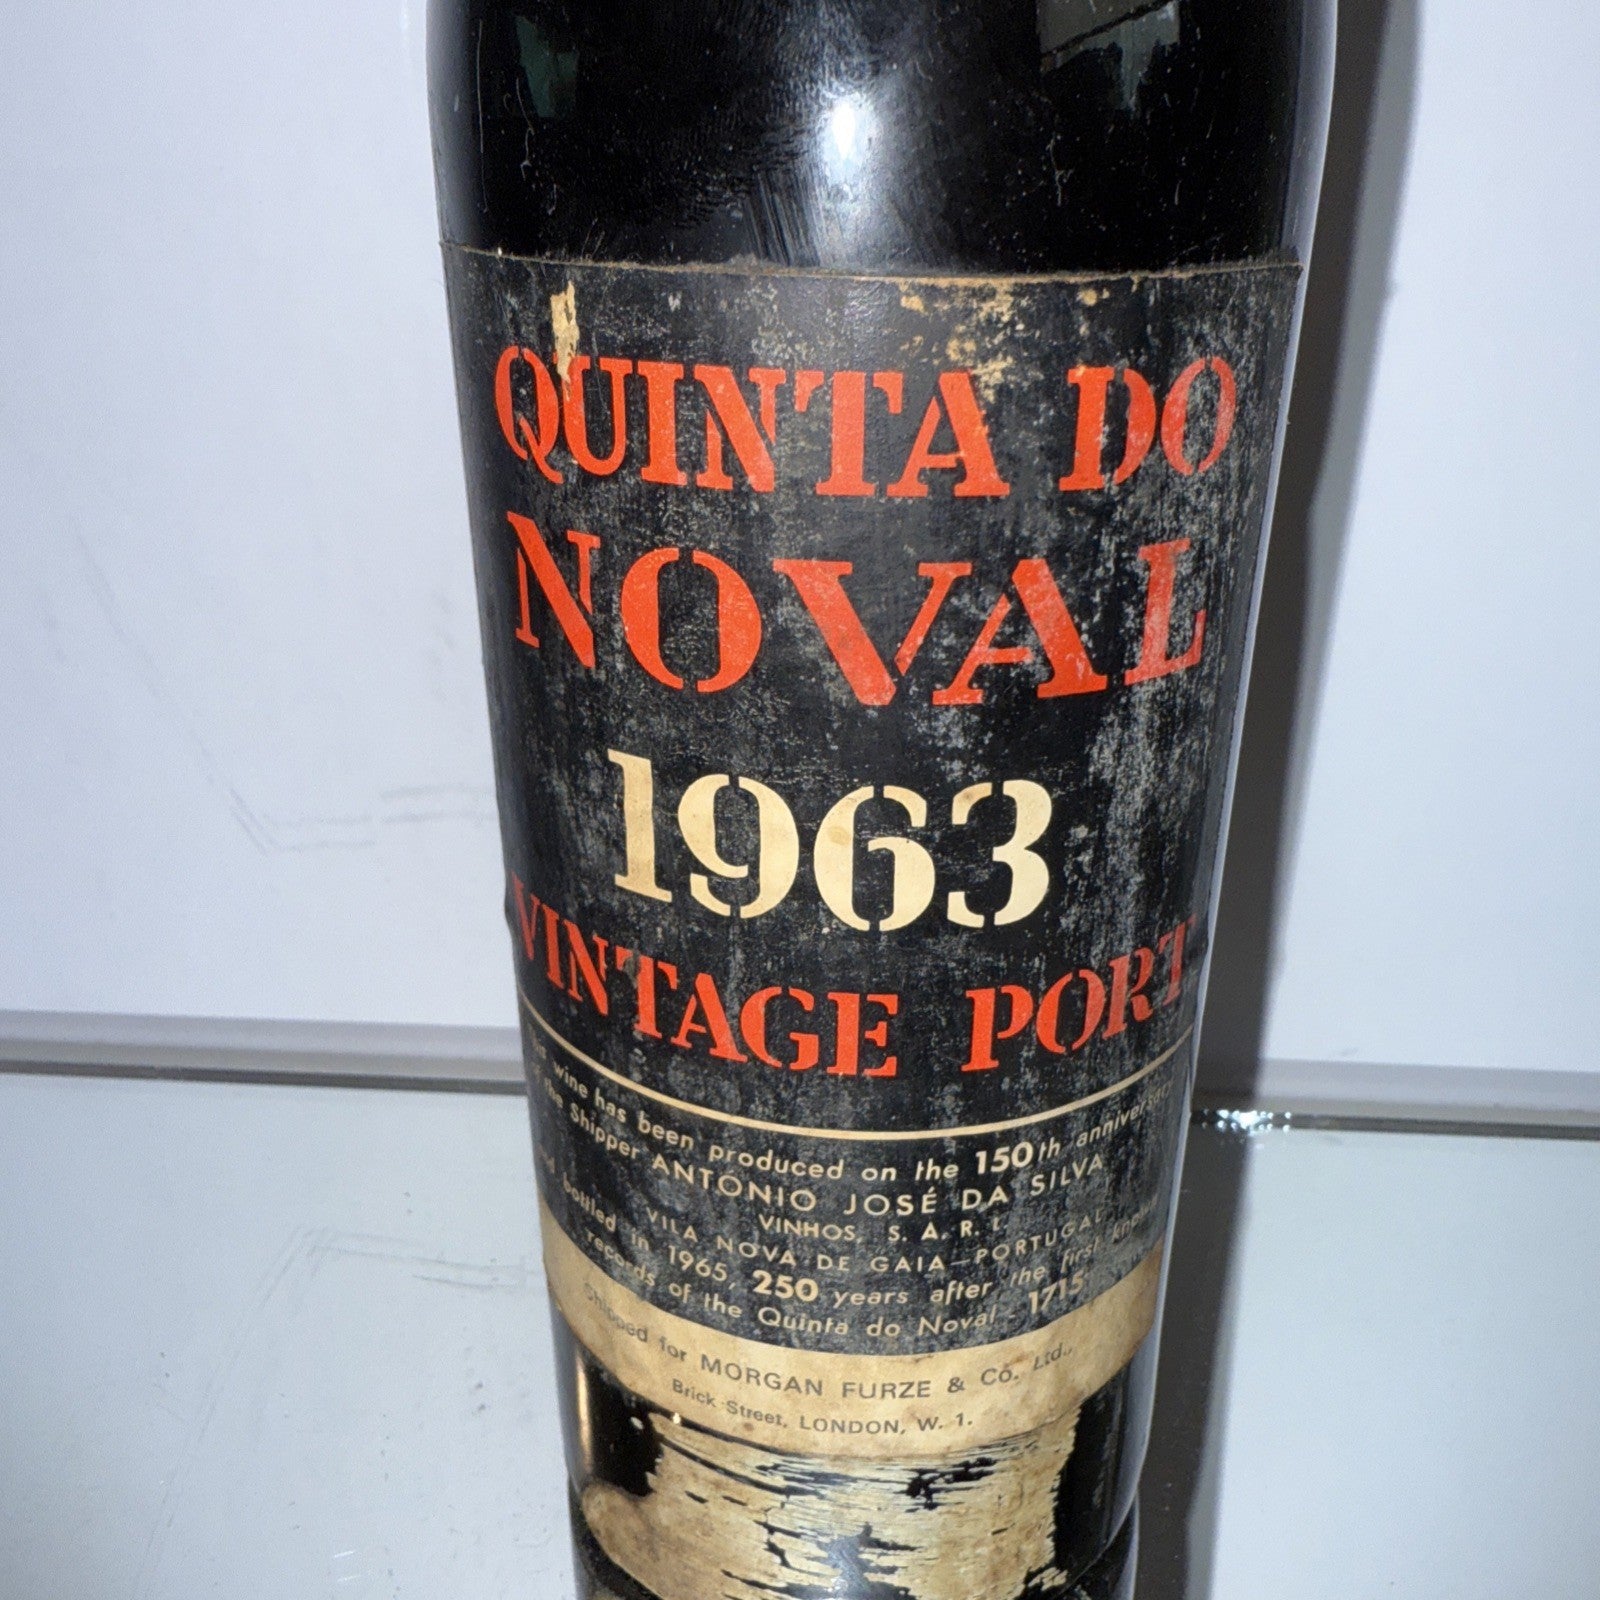 QUINTA DO
NOVAL
1963
VINTAGE PORT
wine has been produced on the 150th anniversary
the Shipper ANTONIO JOSÉ DA SILVA
VINHOS, S. A. R. L.
VILA NOVA DE GAIA—PORTUGAL
bottled in 1965, 250 years after the first known
records of the Quinta do Noval - 1715
Shipped for MORGAN FURZE & Co. Ltd.,
Brick Street, LONDON, W. 1.